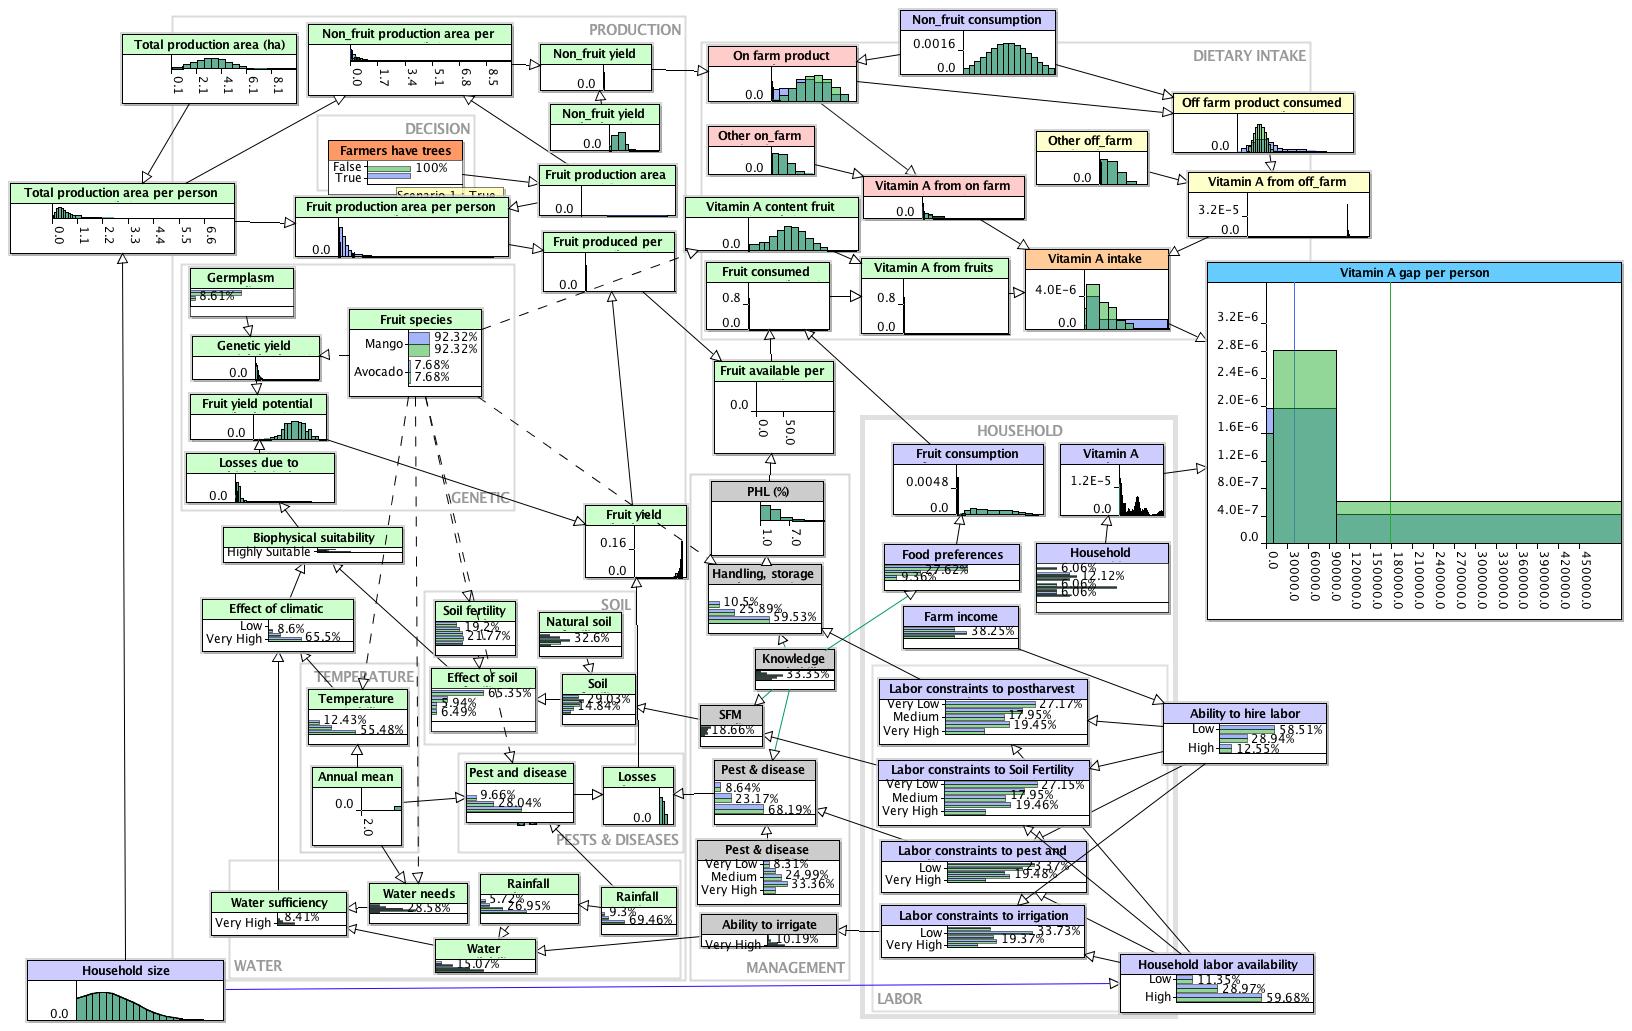 PRODUCTION
Total production area (ha)
0.0
0.1
2.1
4.1
6.1
8.1
Non_fruit production area per
0.0
0.0
1.7
3.4
5.1
6.8
8.5
Non_fruit yield
0.0
Non_fruit yield
0.0
DECISION
Farmers have trees
False
True
100%
Scenario 1 : True
Total production area per person
0.0
0.0
1.1
2.2
3.3
4.4
5.5
6.6
Fruit production area per person
0.0
Fruit production area
0.0
Fruit produced per
0.0
DIETARY INTAKE
Non_fruit consumption
0.0016
0.0
On farm product
0.0
Off farm product consumed
0.0
Other on_farm
0.0
Other off_farm
0.0
Vitamin A from on farm
0.0
Vitamin A from off_farm
3.2E-5
0.0
Vitamin A content fruit
0.0
Fruit consumed
0.8
0.0
Vitamin A from fruits
0.8
0.0
Vitamin A intake
4.0E-6
0.0
Vitamin A gap per person
3.2E-6
2.8E-6
2.4E-6
2.0E-6
1.6E-6
1.2E-6
8.0E-7
4.0E-7
0.0
0.0
300000.0
600000.0
900000.0
1200000.0
1500000.0
1800000.0
2100000.0
2400000.0
2700000.0
3000000.0
3300000.0
3600000.0
3900000.0
4200000.0
4500000.0
Germplasm
8.61%
Genetic yield
0.0
Fruit species
Mango
92.32%
92.32%
Avocado
7.68%
7.68%
Fruit yield potential
0.0
Losses due to
0.0
GENETIC
Biophysical suitability
Highly Suitable
Fruit yield
0.16
0.0
Fruit available per
0.0
0.0
50.0
PHL (%)
1.0
7.0
Handling, storage
10.5%
25.89%
59.53%
HOUSEHOLD
Fruit consumption
0.0048
0.0
Vitamin A
1.2E-5
0.0
Food preferences
27.62%
9.36%
Household
6.06%
12.12%
6.06%
6.06%
Farm income
38.25%
Effect of climatic
Low
8.6%
Very High
65.5%
SOIL
Soil fertility
19.2%
21.77%
Natural soil
32.6%
Effect of soil
65.35%
5.94%
6.49%
Soil
29.03%
14.84%
TEMPERATURE
Temperature
12.43%
55.48%
Annual mean
0.0
2.0
Knowledge
33.35%
SFM
18.66%
Labor constraints to postharvest
Very Low
27.17%
Medium
17.95%
Very High
19.45%
Ability to hire labor
Low
58.51%
28.94%
High
12.55%
Pest and disease
9.66%
28.04%
Losses
0.0
PESTS & DISEASES
Pest & disease
8.64%
23.17%
68.19%
Pest & disease
Very Low
8.31%
Medium
24.99%
Very High
33.36%
Labor constraints to Soil Fertility
Very Low
27.15%
Medium
17.95%
Very High
19.46%
Labor constraints to pest and
Low
33.37%
Very High
19.48%
Labor constraints to irrigation
Low
33.73%
Very High
19.37%
Water sufficiency
Very High
8.41%
Water needs
28.58%
Rainfall
5.72%
26.95%
Rainfall
9.3%
69.46%
Water
15.07%
WATER
Ability to irrigate
Very High
10.19%
MANAGEMENT
Household size
0.0
Household labor availability
Low
11.35%
28.97%
High
59.68%
LABOR